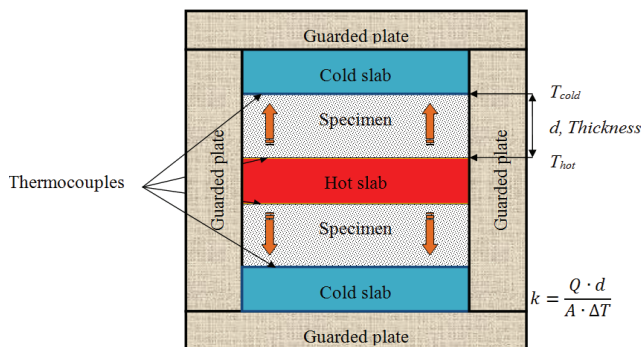 Guarded plate
Cold slab
T_cold
Specimen
d, Thickness
T_hot
Guarded plate
Guarded plate
Thermocouples
Hot slab
Specimen
Cold slab
k = Q · d / A · ΔT
Guarded plate